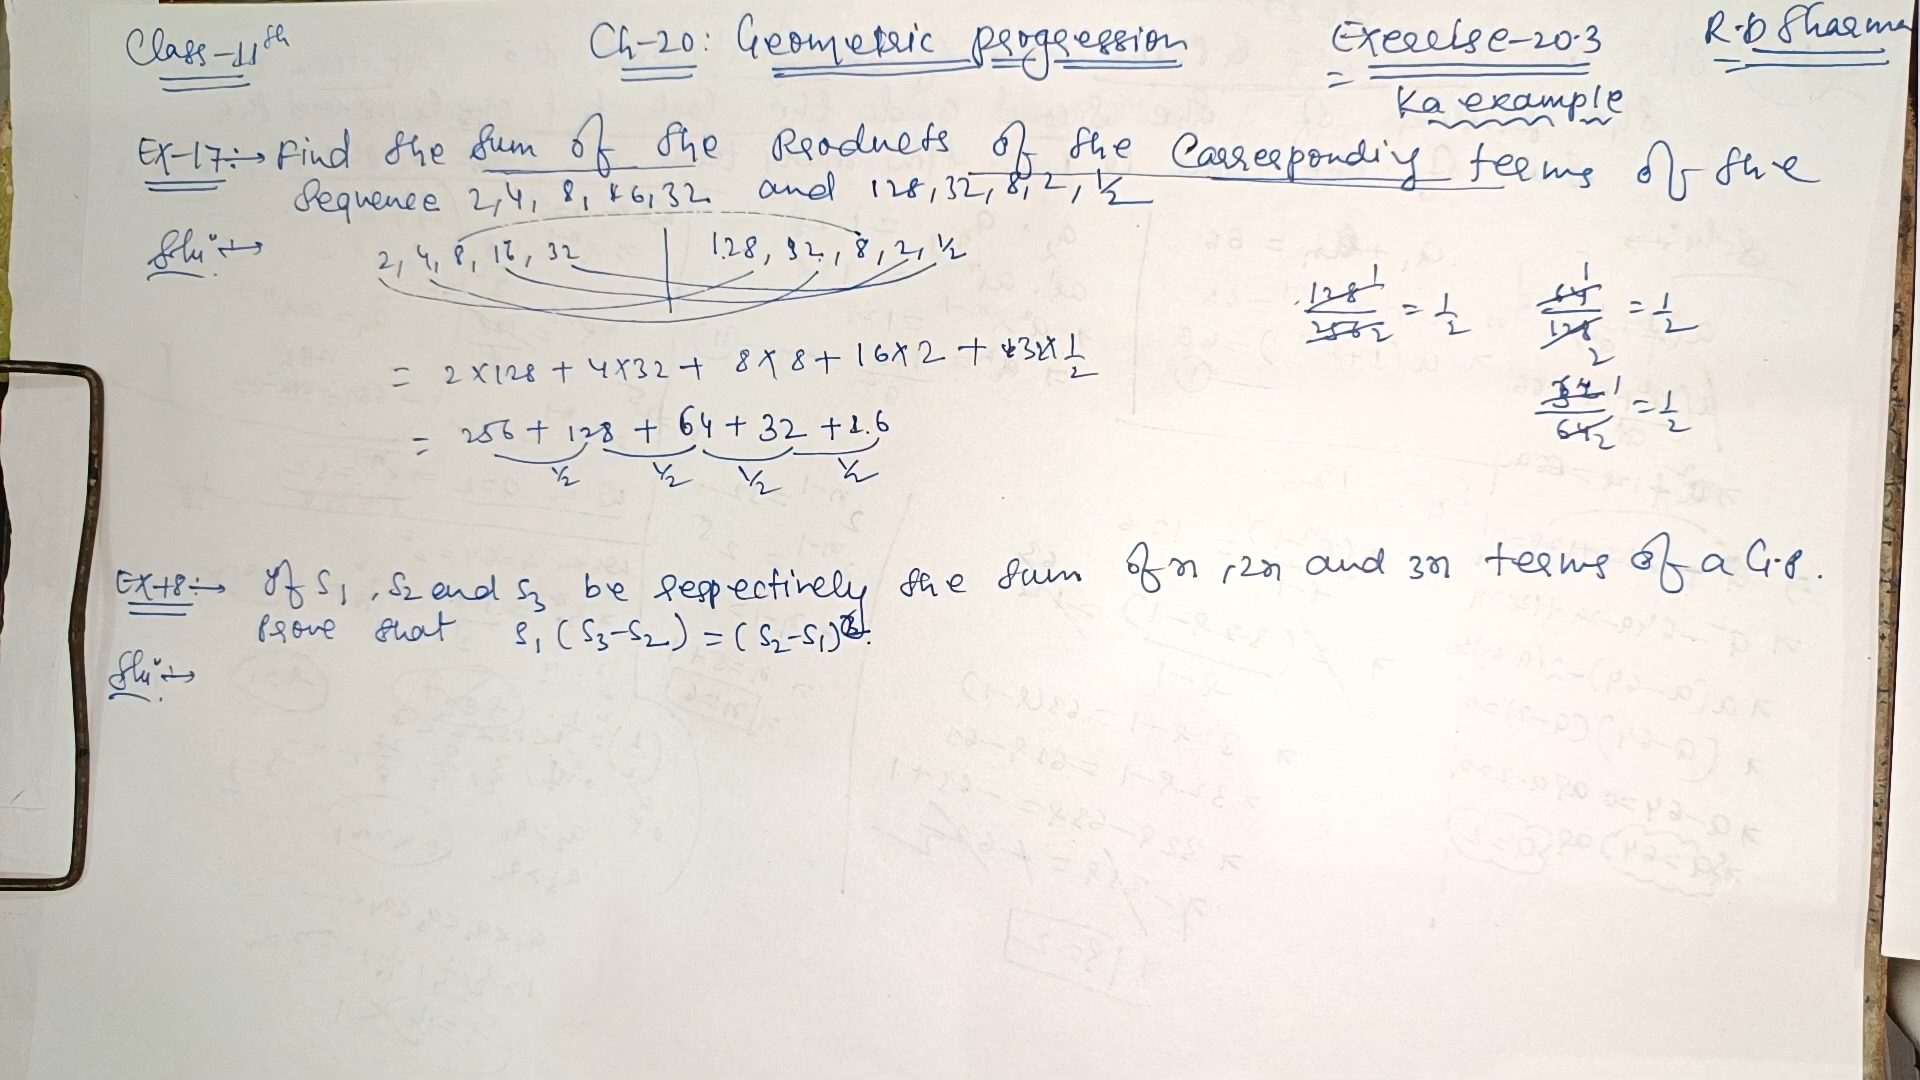 Class-11th Ch-20: Geometric progression Exercise-20.3 R.D Sharma
Ka example
Ex-17:→ Find the Sum of the Products of the Corresponding terms of the
Sequence 2,4, 8, 16,32 and 128,32,8,2,½
Solu:→ 2, 4, 8, 16, 32 | 128, 32, 8, 2, ½
128/256 = 1/2 64/128 = 1/2
= 2×128 + 4×32 + 8×8 + 16×2 + 32×1/2
32/64 = 1/2
= 256 + 128 + 64 + 32 + 16
½ ½ ½ ½
Ex-18:→ If S1, S2 and S3 be respectively the sum of n, 2n and 3n terms of a G.P.
Prove that S1 (S3-S2) = (S2-S1)2.
Solu:→